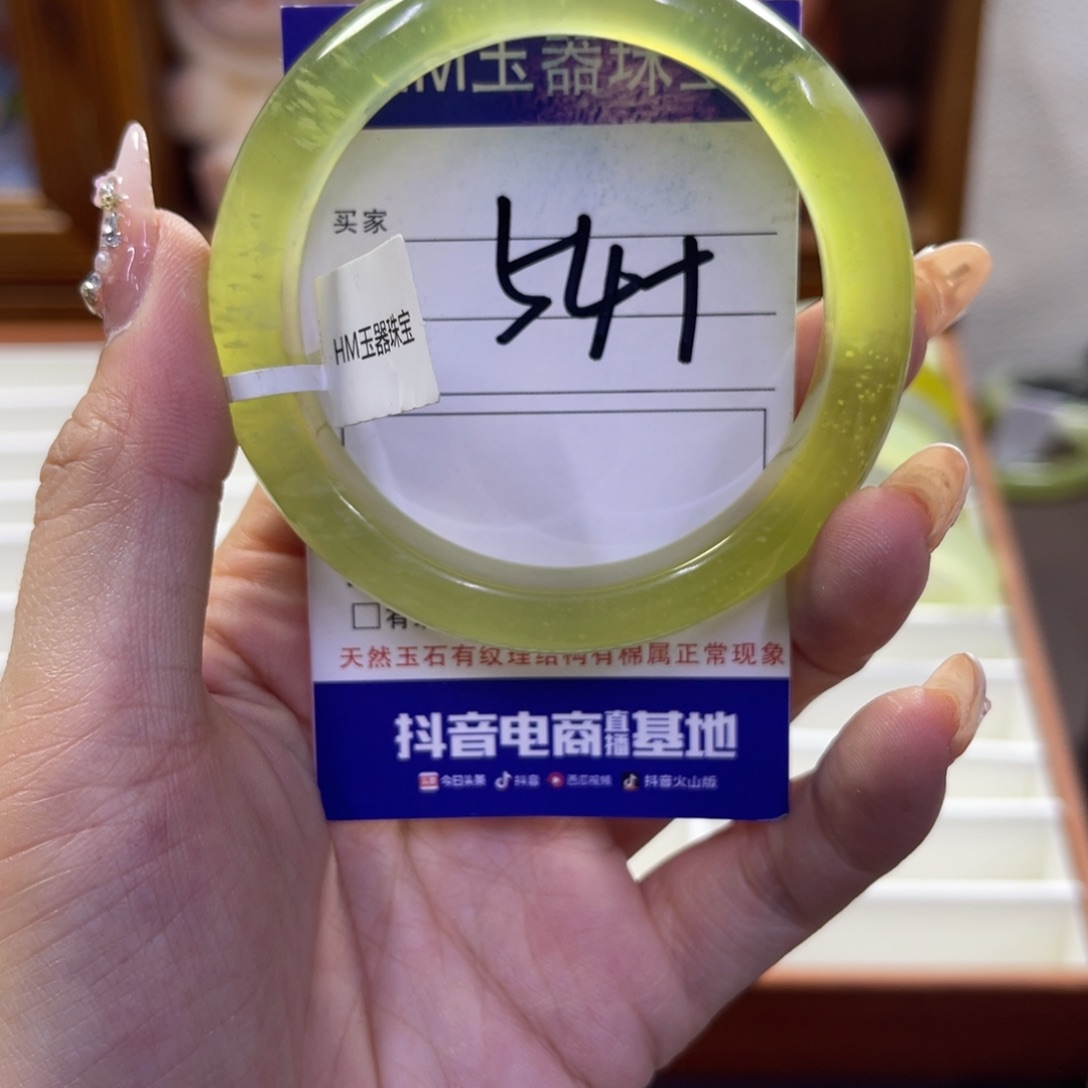 HM玉器珠宝
买家
541
HM玉器珠宝
天然玉石有纹理结构有棉属正常现象
抖音电商直播基地
今日头条 抖音 西瓜视频 抖音火山版